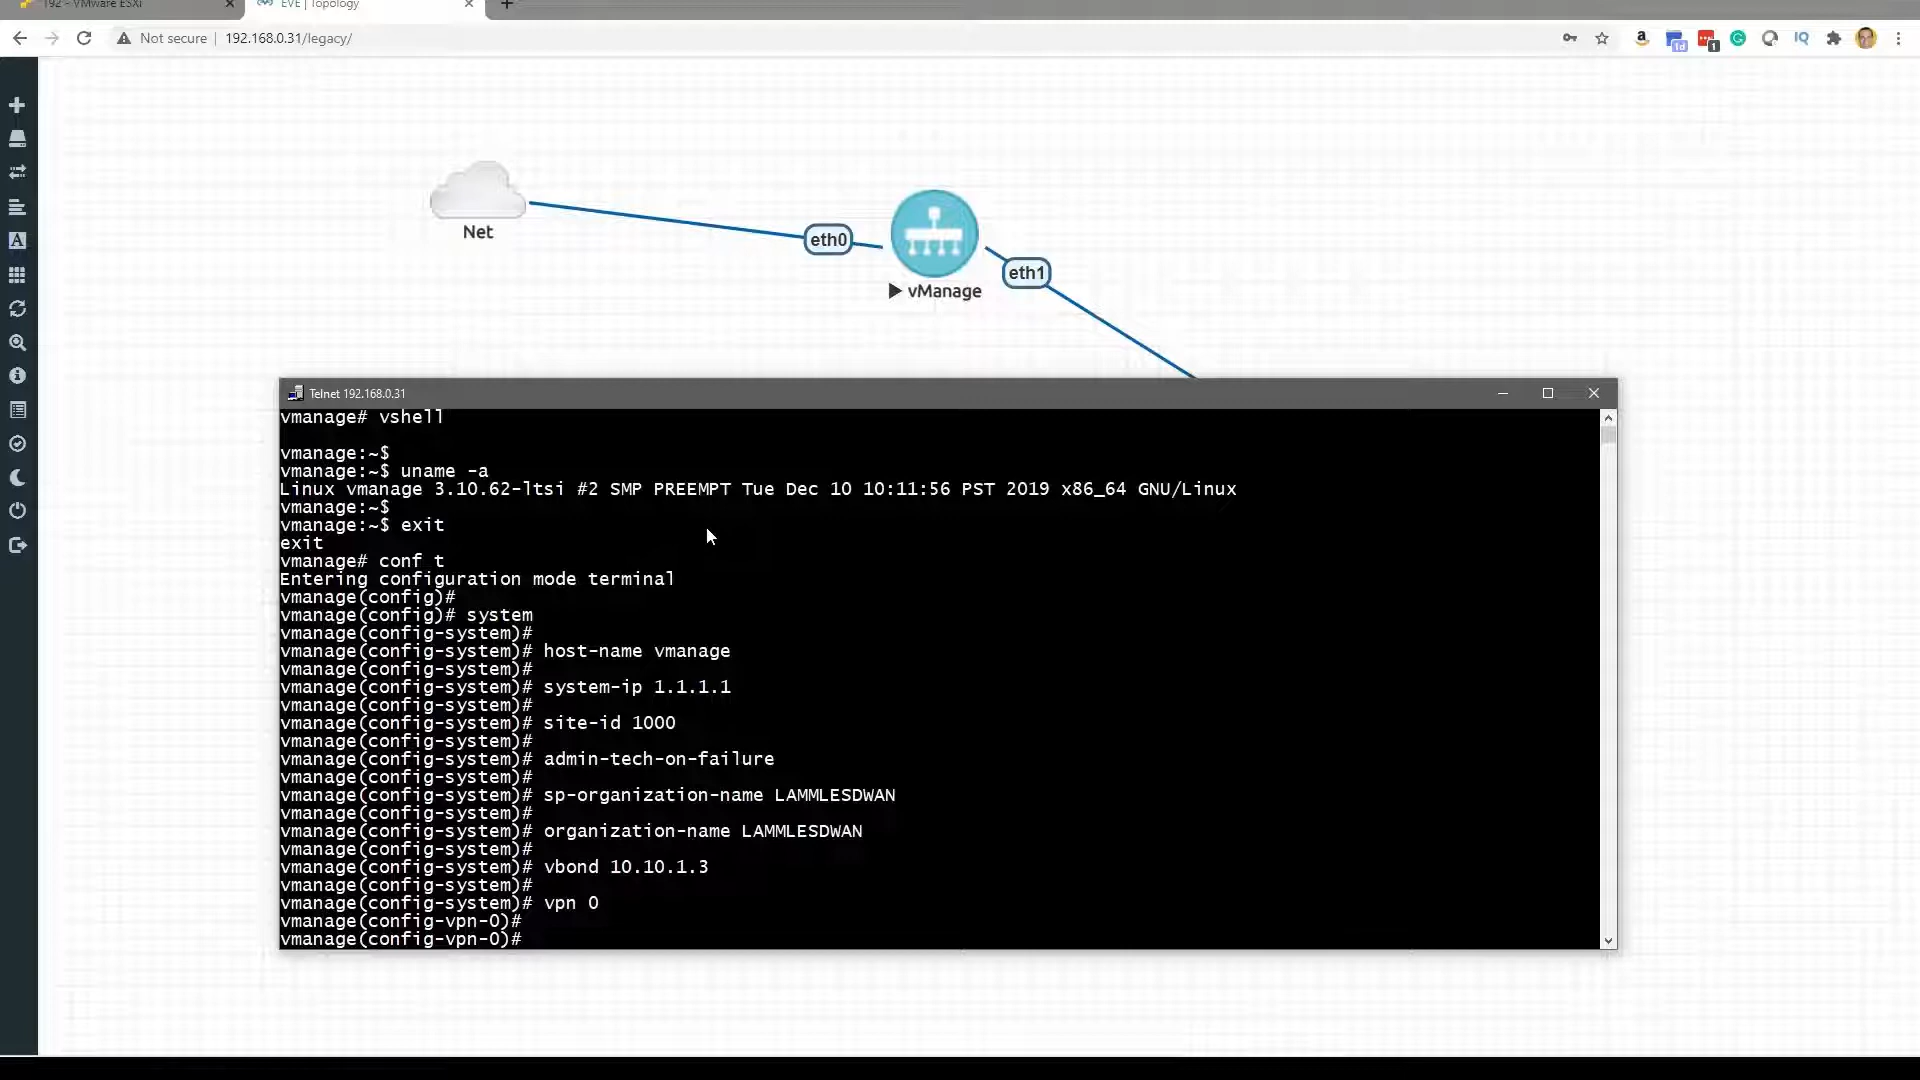 192 - VMware ESXi
EVE | Topology
Not secure | 192.168.0.31/legacy/
Net
eth0
vManage
eth1
Telnet 192.168.0.31
vmanage# vshell
vmanage:~$
vmanage:~$ uname -a
Linux vmanage 3.10.62-ltsi #2 SMP PREEMPT Tue Dec 10 10:11:56 PST 2019 x86_64 GNU/Linux
vmanage:~$
vmanage:~$ exit
exit
vmanage# conf t
Entering configuration mode terminal
vmanage(config)#
vmanage(config)# system
vmanage(config-system)#
vmanage(config-system)# host-name vmanage
vmanage(config-system)#
vmanage(config-system)# system-ip 1.1.1.1
vmanage(config-system)#
vmanage(config-system)# site-id 1000
vmanage(config-system)#
vmanage(config-system)# admin-tech-on-failure
vmanage(config-system)#
vmanage(config-system)# sp-organization-name LAMMLESDWAN
vmanage(config-system)#
vmanage(config-system)# organization-name LAMMLESDWAN
vmanage(config-system)#
vmanage(config-system)# vbond 10.10.1.3
vmanage(config-system)#
vmanage(config-system)# vpn 0
vmanage(config-vpn-0)#
vmanage(config-vpn-0)#